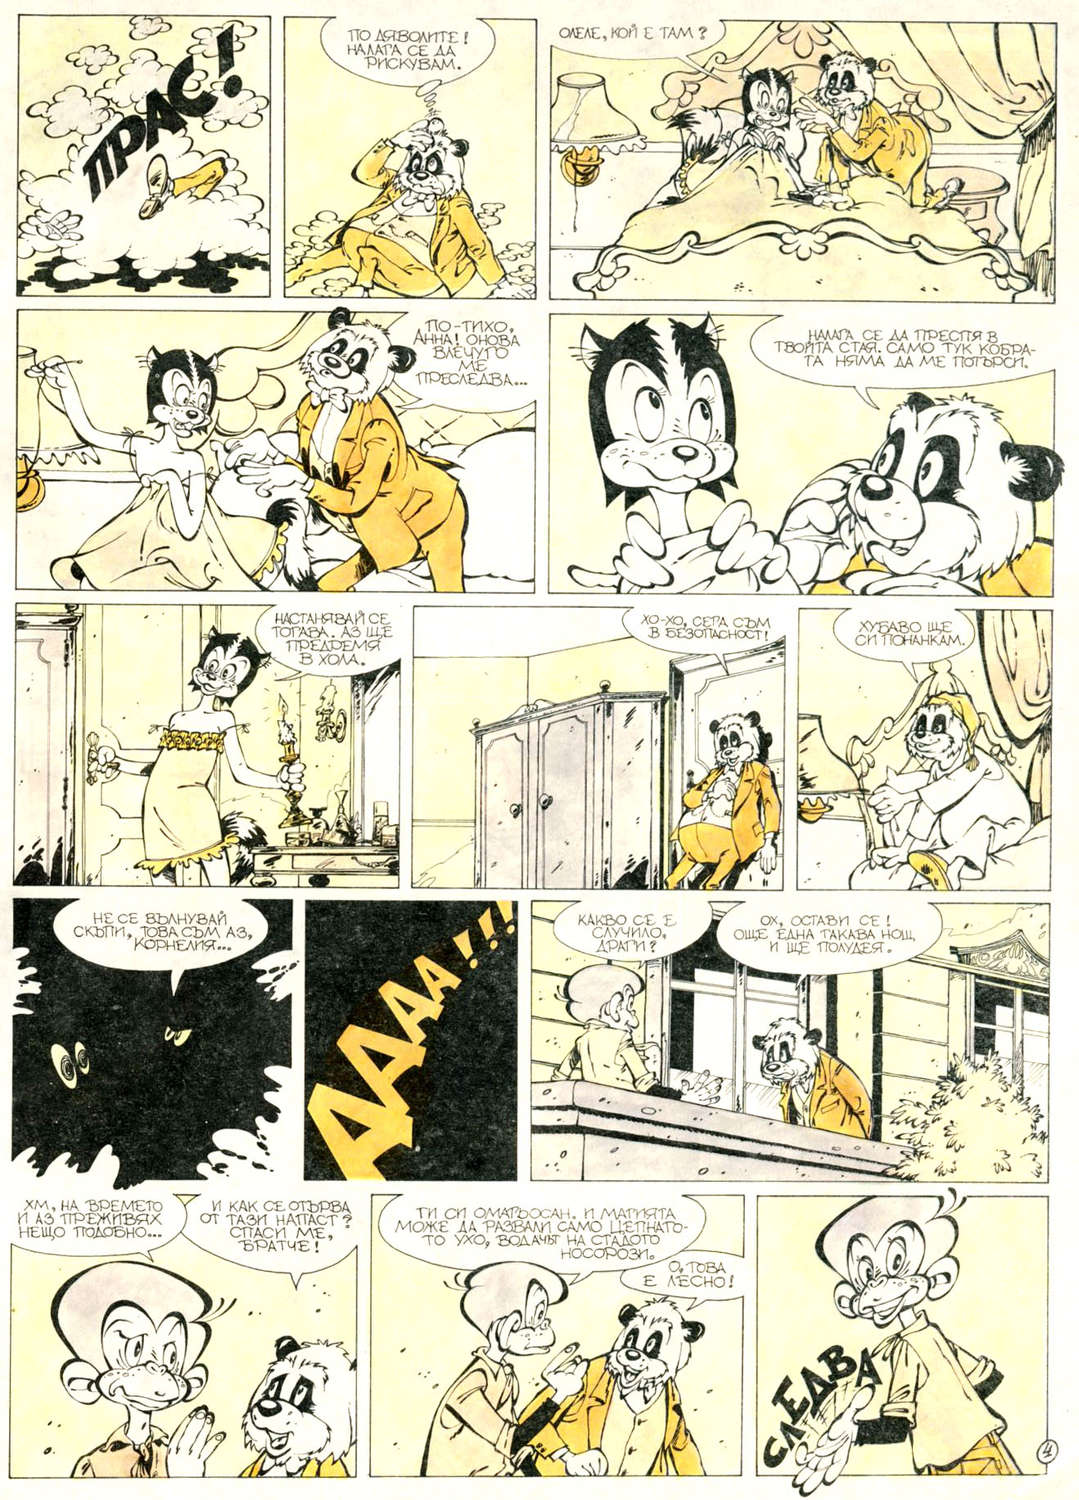 ПРАС!
ПО ДЯВОЛИТЕ!
НАЛАГА СЕ ДА
РИСКУВАМ.
ОЛЕЛЕ, КОЙ Е ТАМ?
ПО-ТИХО,
АННА! ОНОВА
ВЛЕЧУГО
МЕ
ПРЕСЛЕДВА...
НАЛАГА СЕ ДА ПРЕСПЯ В
ТВОЙТА СТАЯ. САМО ТУК КОБРА-
ТА НЯМА ДА МЕ ПОТЪРСИ.
НАСТАНЯВАЙ СЕ
ТОГАВА. АЗ ЩЕ
ПРЕДРЕМЯ
В ХОЛА.
ХО-ХО, СЕГА СЪМ
В БЕЗОПАСНОСТ!
ХУБАВО ЩЕ
СИ ПОНАНКАМ.
НЕ СЕ ВЪЛНУВАЙ
СКЪПИ, ТОВА СЪМ АЗ,
КОРНЕЛИЯ...
ААААА!!!
КАКВО СЕ Е
СЛУЧИЛО,
ДРАГИ?
ОХ, ОСТАВИ СЕ!
ОЩЕ ЕДНА ТАКАВА НОЩ
И ЩЕ ПОЛУДЕЯ.
ХМ, НА ВРЕМЕТО
И АЗ ПРЕЖИВЯХ
НЕЩО ПОДОБНО...
И КАК СЕ ОТЪРВА
ОТ ТАЗИ НАПАСТ?
СПАСИ МЕ,
БРАТЧЕ!
ТИ СИ ОМАГЬОСАН. И МАГИЯТА
МОЖЕ ДА РАЗВАЛИ САМО ЦЕПНАТО-
ТО УХО, ВОДАЧЪТ НА СТАДОТО
НОСОРОЗИ.
О, ТОВА
Е ЛЕСНО!
СЛЕДВА
4